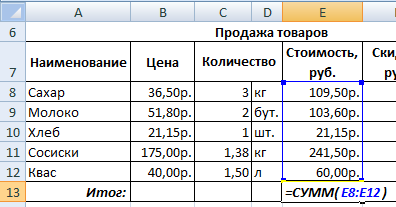 A B C D E
6 Продажа товаров
7 Наименование Цена Количество Стоимость, руб. Ски ру
8 Сахар 36,50р. 3 кг 109,50р.
9 Молоко 51,80р. 2 бут. 103,60р.
10 Хлеб 21,15р. 1 шт. 21,15р.
11 Сосиски 175,00р. 1,38 кг 241,50р.
12 Квас 40,00р. 1,50 л 60,00р.
13 Итог: =СУММ(E8:E12)